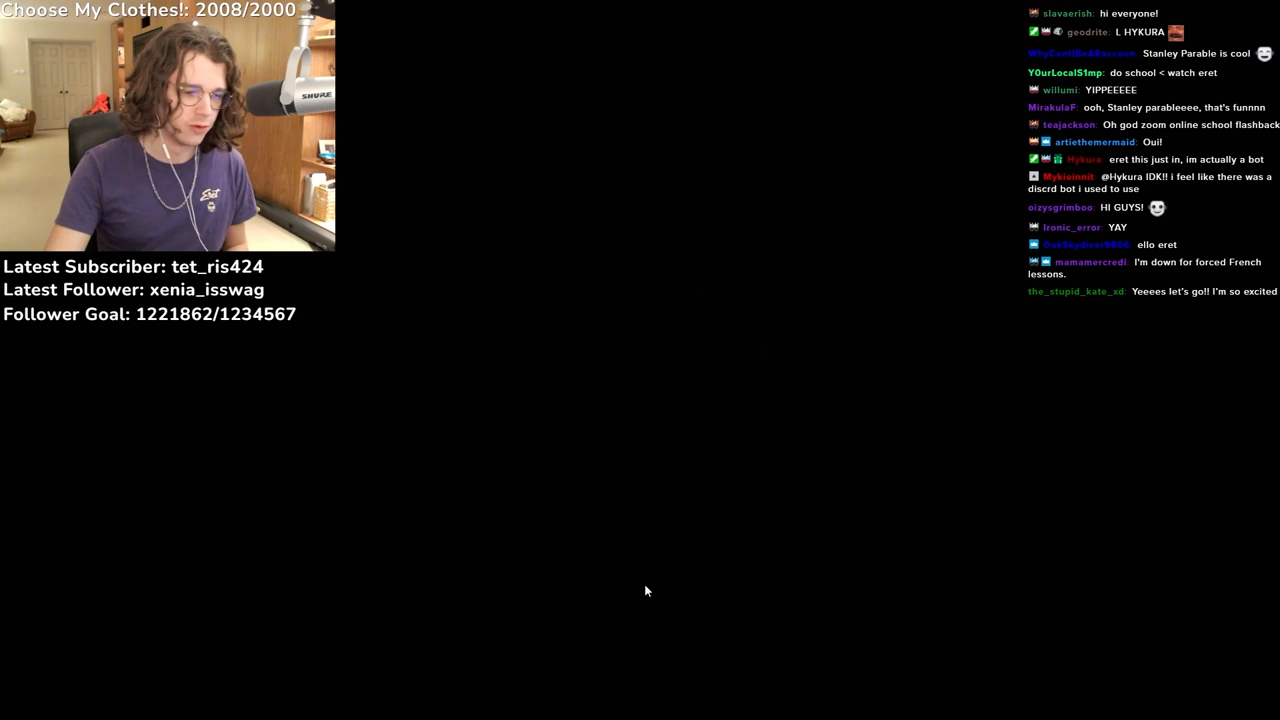 Choose My Clothes!: 2008/2000
SHURE
Eret
Latest Subscriber: tet_ris424
Latest Follower: xenia_isswag
Follower Goal: 1221862/1234567
slavaerish: hi everyone!
geodrite: L HYKURA
WhyCantIBeARaccoon: Stanley Parable is cool
Y0urLocalS1mp: do school < watch eret
willumi: YIPPEEEEE
MirakulaF: ooh, Stanley parableeee, that's funnnn
teajackson: Oh god zoom online school flashback
artiethemermaid: Oui!
Hykura: eret this just in, im actually a bot
Mykieinnit: @Hykura IDK!! i feel like there was a
discrd bot i used to use
oizysgrimboo: HI GUYS!
Ironic_error: YAY
ello eret
mamamercredi: I'm down for forced French
lessons.
the_stupid_kate_xd: Yeeees let's go!! I'm so excited